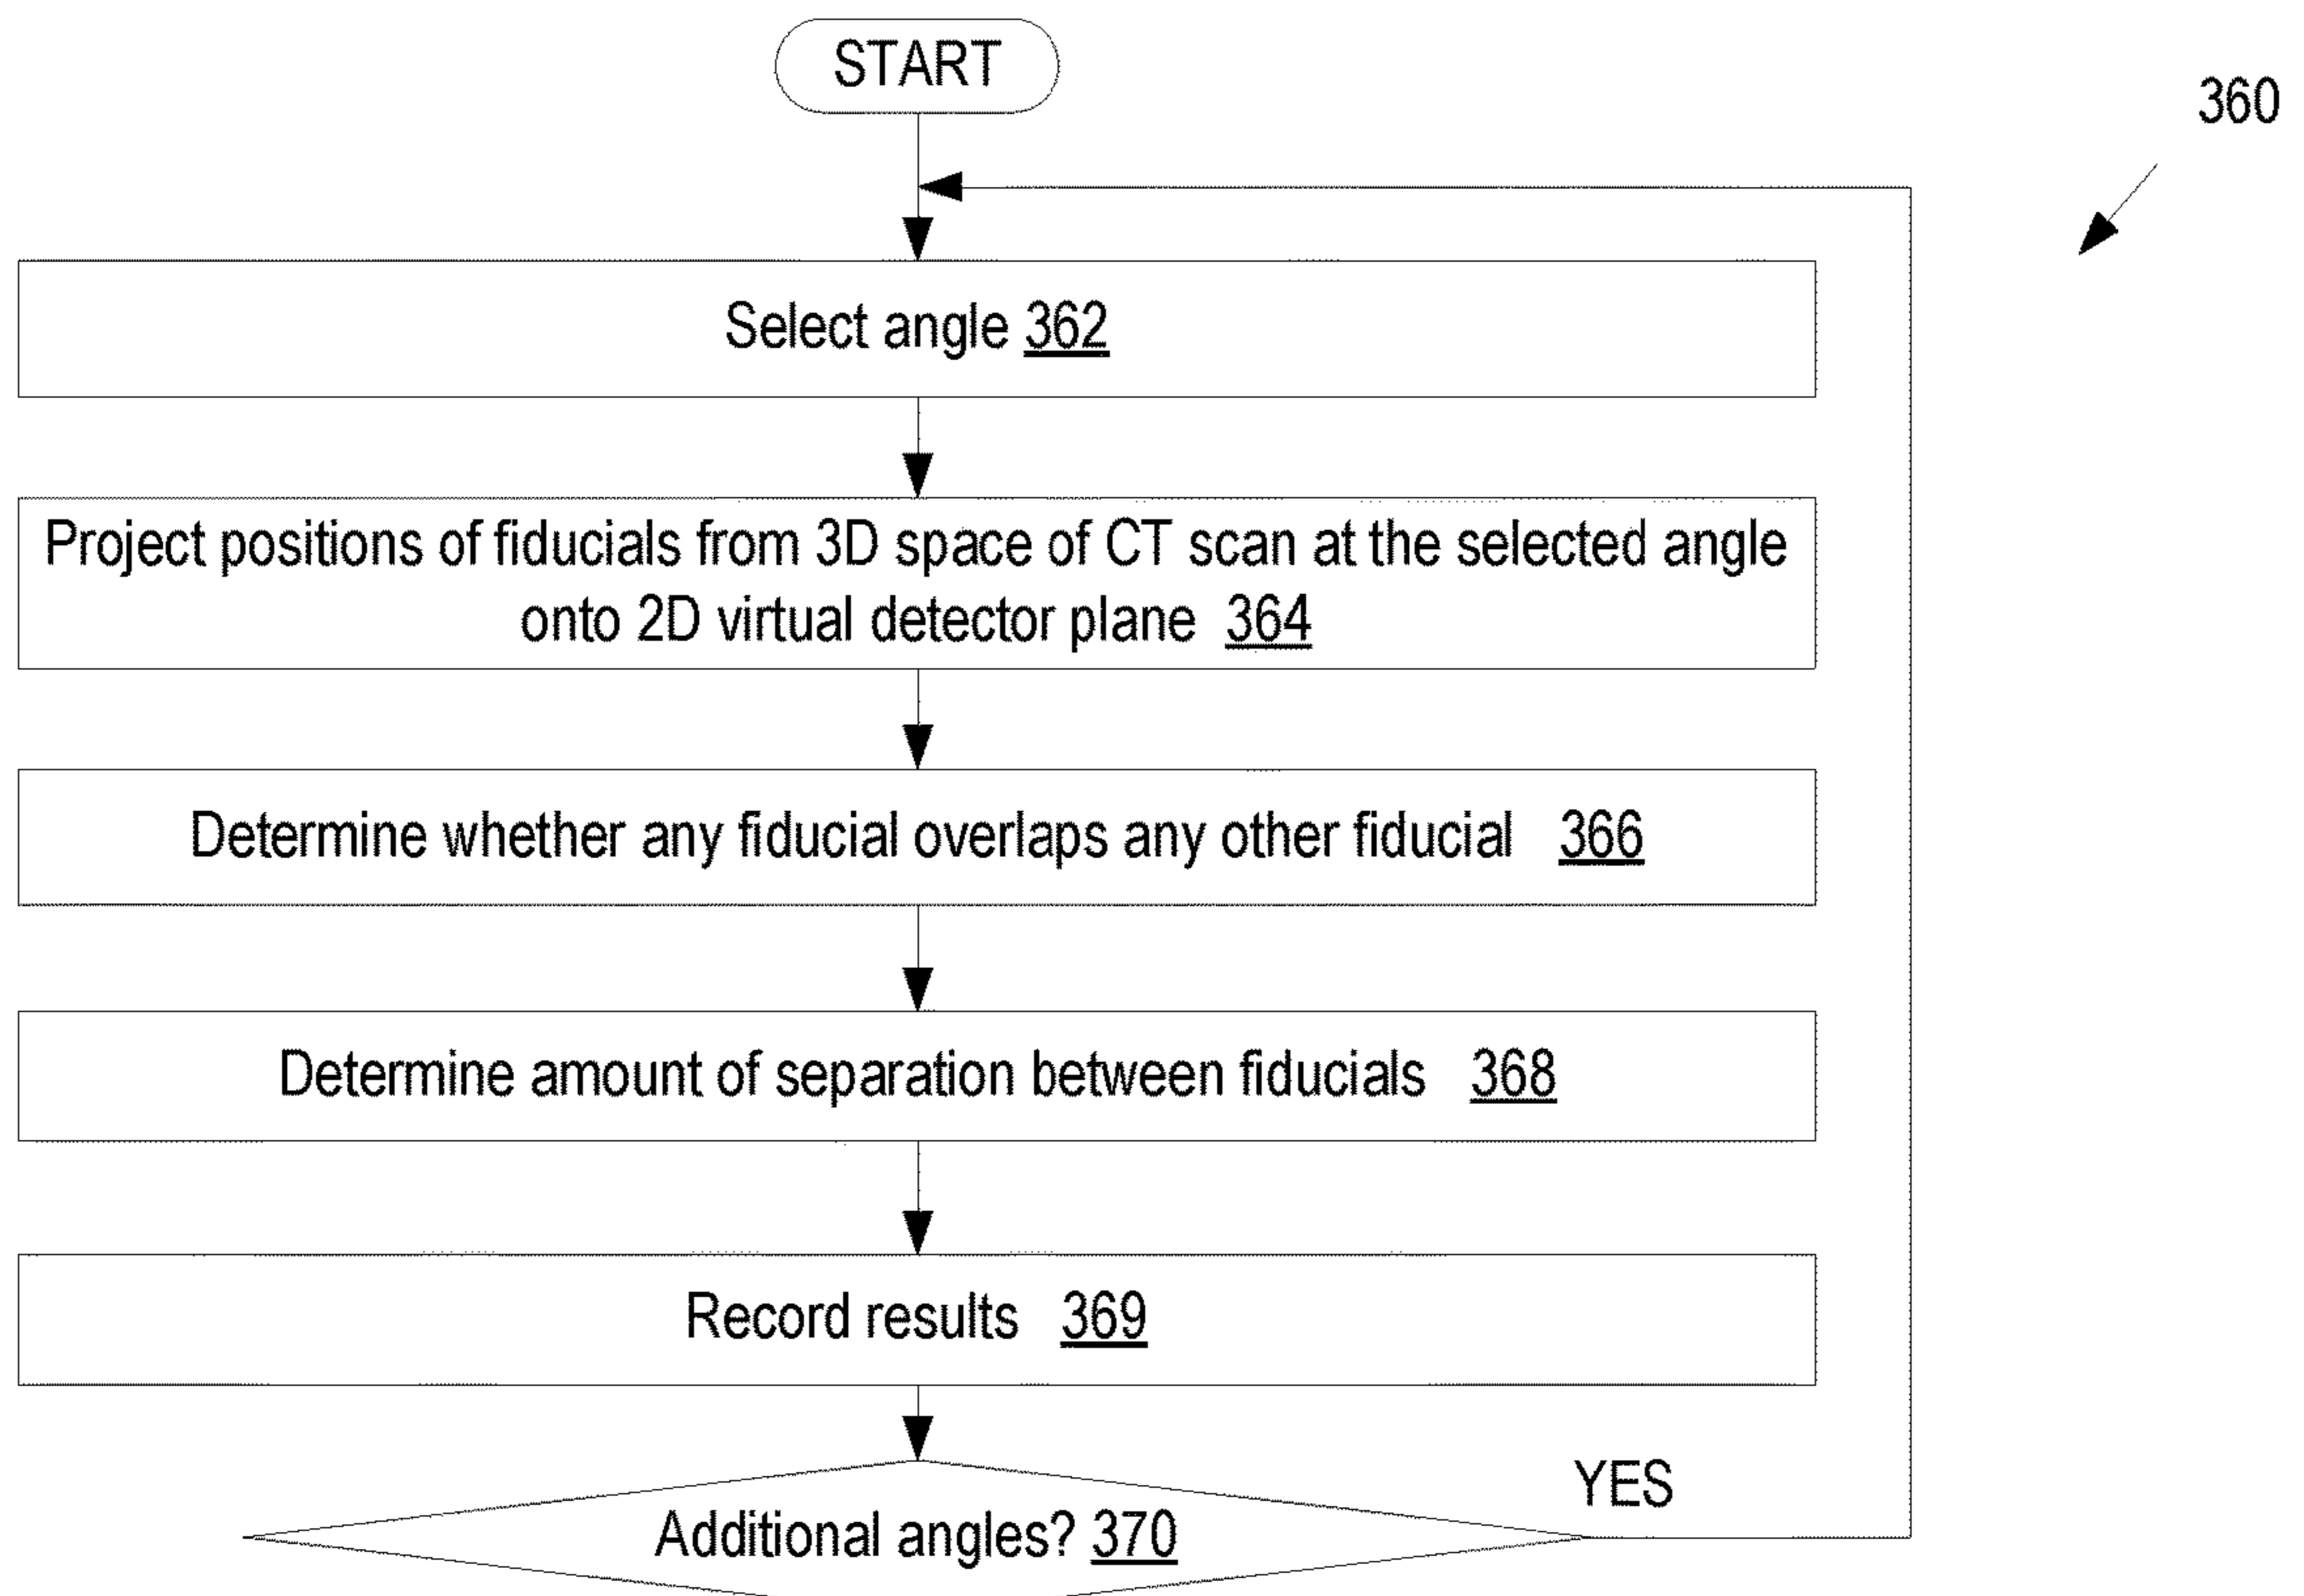 START
360
Select angle 362
Project positions of fiducials from 3D space of CT scan at the selected angle
onto 2D virtual detector plane 364
Determine whether any fiducial overlaps any other fiducial 366
Determine amount of separation between fiducials 368
Record results 369
YES
Additional angles? 370